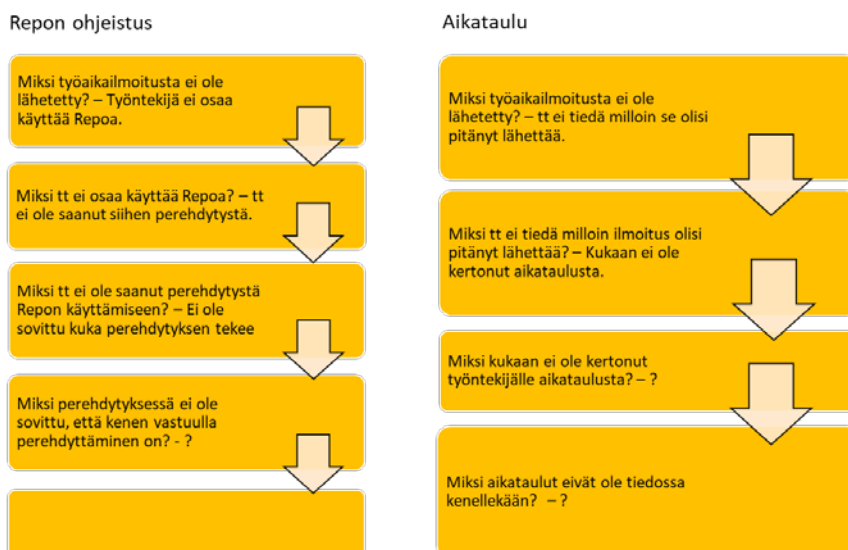 Repon ohjeistus
Miksi työaikailmoitusta ei ole
lähetetty? – Työntekijä ei osaa
käyttää Repoa.
Miksi tt ei osaa käyttää Repoa? – tt
ei ole saanut siihen perehdytystä.
Miksi tt ei ole saanut perehdytystä
Repon käyttämiseen? – Ei ole
sovittu kuka perehdytyksen tekee
Miksi perehdytyksessä ei ole
sovittu, että kenen vastuulla
perehdyttäminen on? - ?
Aikataulu
Miksi työaikailmoitusta ei ole
lähetetty? – tt ei tiedä milloin se olisi
pitänyt lähettää.
Miksi tt ei tiedä milloin ilmoitus olisi
pitänyt lähettää? – Kukaan ei ole
kertonut aikataulusta.
Miksi kukaan ei ole kertonut
työntekijälle aikataulusta? – ?
Miksi aikataulut eivät ole tiedossa
kenellekään? – ?